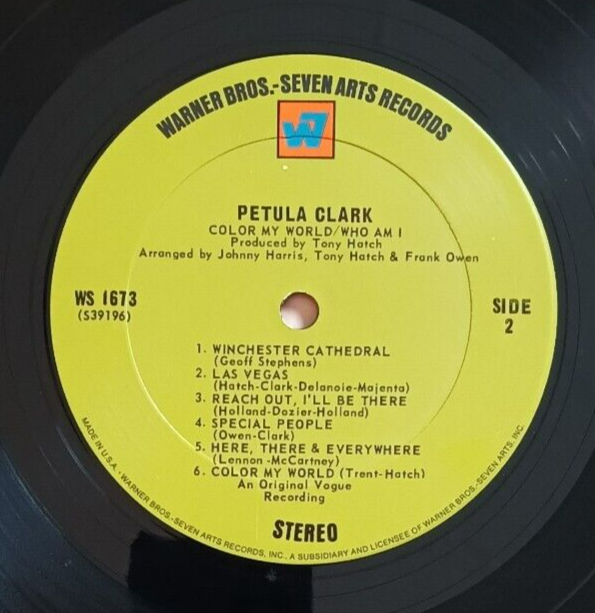 WARNER BROS.-SEVEN ARTS RECORDS
W7
PETULA CLARK
COLOR MY WORLD/WHO AM I
Produced by Tony Hatch
Arranged by Johnny Harris, Tony Hatch & Frank Owen
WS 1673
(S39196)
SIDE
2
1. WINCHESTER CATHEDRAL
(Geoff Stephens)
2. LAS VEGAS
(Hatch-Clark-Delanoie-Majenta)
3. REACH OUT, I'LL BE THERE
(Holland-Dozier-Holland)
4. SPECIAL PEOPLE
(Owen-Clark)
5. HERE, THERE & EVERYWHERE
(Lennon-McCartney)
6. COLOR MY WORLD (Trent-Hatch)
An Original Vogue
Recording
STEREO
MADE IN U.S.A. • WARNER BROS.-SEVEN ARTS RECORDS, INC., A SUBSIDIARY AND LICENSEE OF WARNER BROS.-SEVEN ARTS, INC.